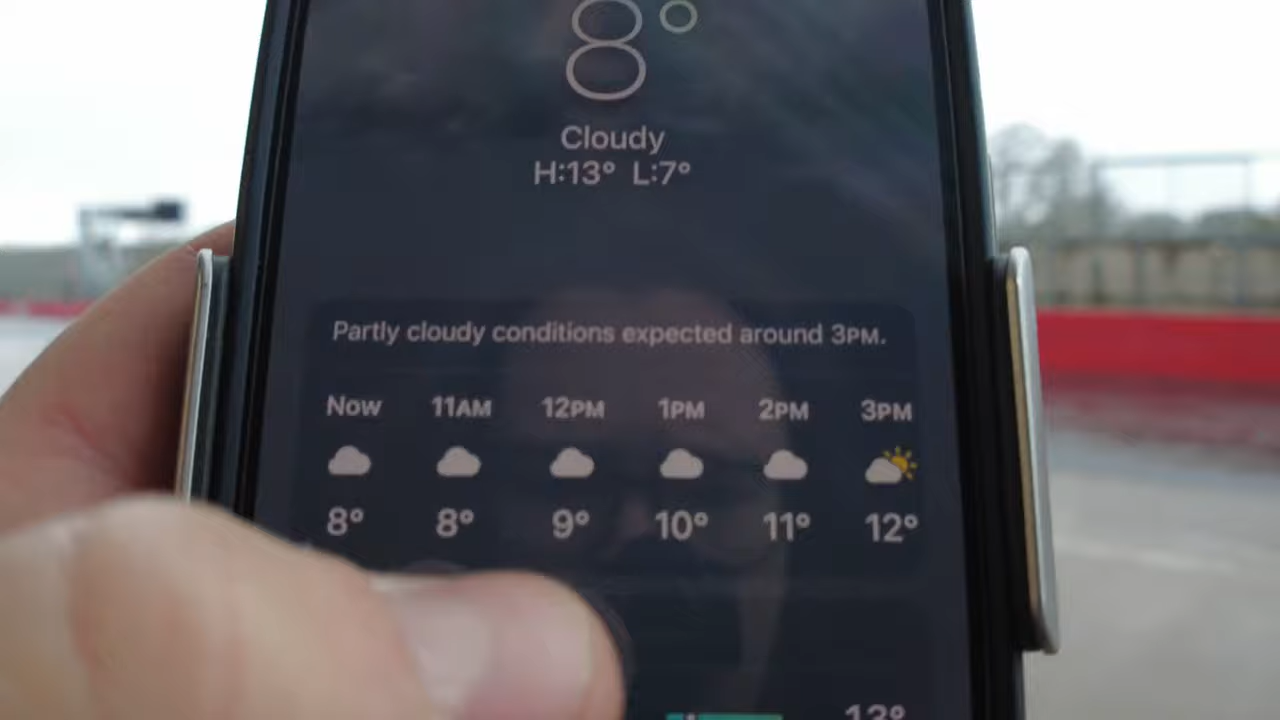 8°
Cloudy
H:13° L:7°
Partly cloudy conditions expected around 3PM.
Now 11AM 12PM 1PM 2PM 3PM
8° 8° 9° 10° 11° 12°
13°